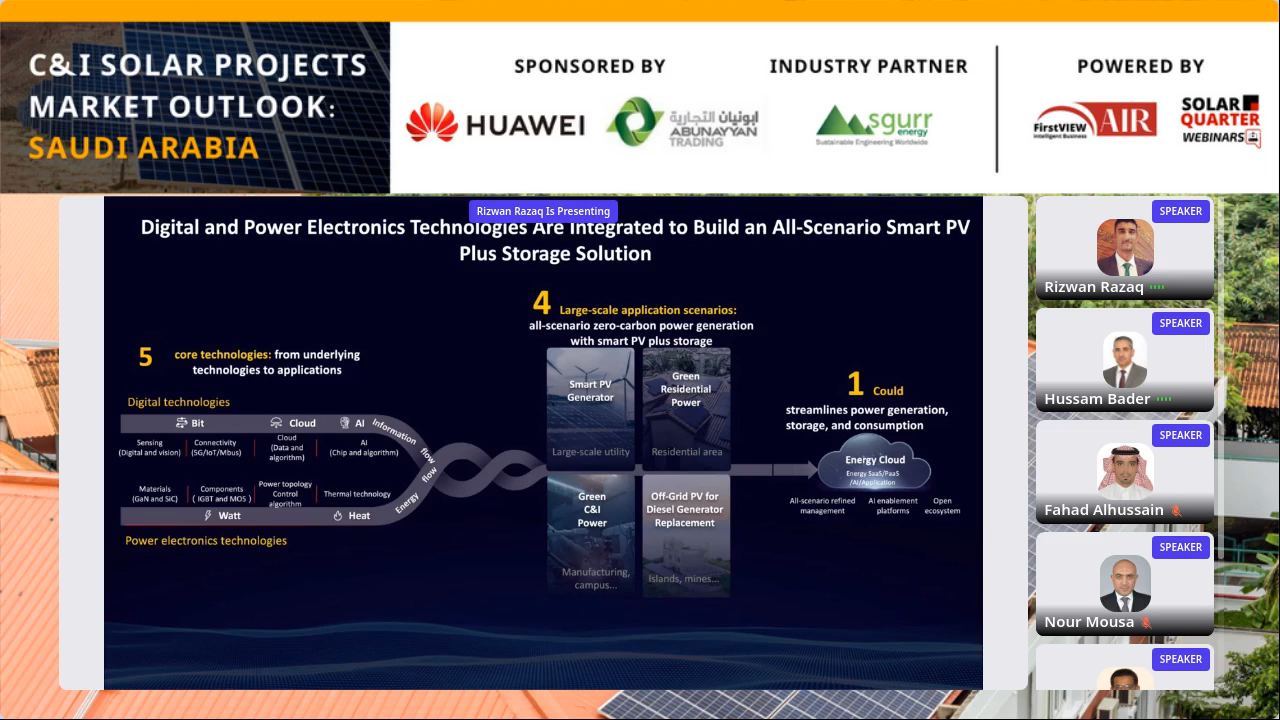 C&I SOLAR PROJECTS
MARKET OUTLOOK:
SAUDI ARABIA
SPONSORED BY
HUAWEI
ابونيان التجارية
ABUNAYYAN
TRADING
INDUSTRY PARTNER
sgurr
energy
Sustainable Engineering Worldwide
POWERED BY
FirstVIEW
Intelligent Business
AIR
SOLAR
QUARTER
WEBINARS
Rizwan Razaq Is Presenting
Digital and Power Electronics Technologies Are Integrated to Build an All-Scenario Smart PV
Plus Storage Solution
5 core technologies: from underlying
technologies to applications
Digital technologies
Bit
Cloud
AI
Information
flow
Sensing
(Digital and vision)
Connectivity
(5G/IoT/Mbus)
Cloud
(Data and
algorithm)
AI
(Chip and algorithm)
Materials
(GaN and SiC)
Components
( IGBT and MOS )
Power topology
Control
algorithm
Thermal technology
Energy
flow
Watt
Heat
Power electronics technologies
4 Large-scale application scenarios:
all-scenario zero-carbon power generation
with smart PV plus storage
Smart PV
Generator
Large-scale utility
Green
Residential
Power
Residential area
Green
C&I
Power
Manufacturing,
campus...
Off-Grid PV for
Diesel Generator
Replacement
Islands, mines...
1 Could
streamlines power generation,
storage, and consumption
Energy Cloud
Energy SaaS/PaaS
/AI/Application
All-scenario refined
management
AI enablement
platforms
Open
ecosystem
SPEAKER
Rizwan Razaq
SPEAKER
Hussam Bader
SPEAKER
Fahad Alhussain
SPEAKER
Nour Mousa
SPEAKER